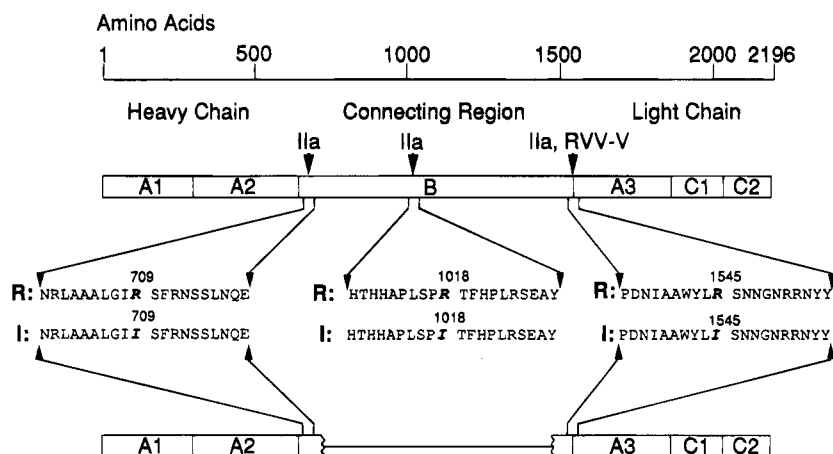 Amino Acids
1 500 1000 1500 2000 2196
Heavy Chain Connecting Region Light Chain
IIa IIa IIa, RVV-V
A1 A2 B A3 C1 C2
709 1018 1545
R: NRLAAALGIR SFRNSSLNQE R: HTHHAPLSPR TFHPLRSEAY R: PDNIAAWYLR SNNGNRRNYY
709 1018 1545
I: NRLAAALGII SFRNSSLNQE I: HTHHAPLSPI TFHPLRSEAY I: PDNIAAWYLI SNNGNRRNYY
A1 A2 A3 C1 C2